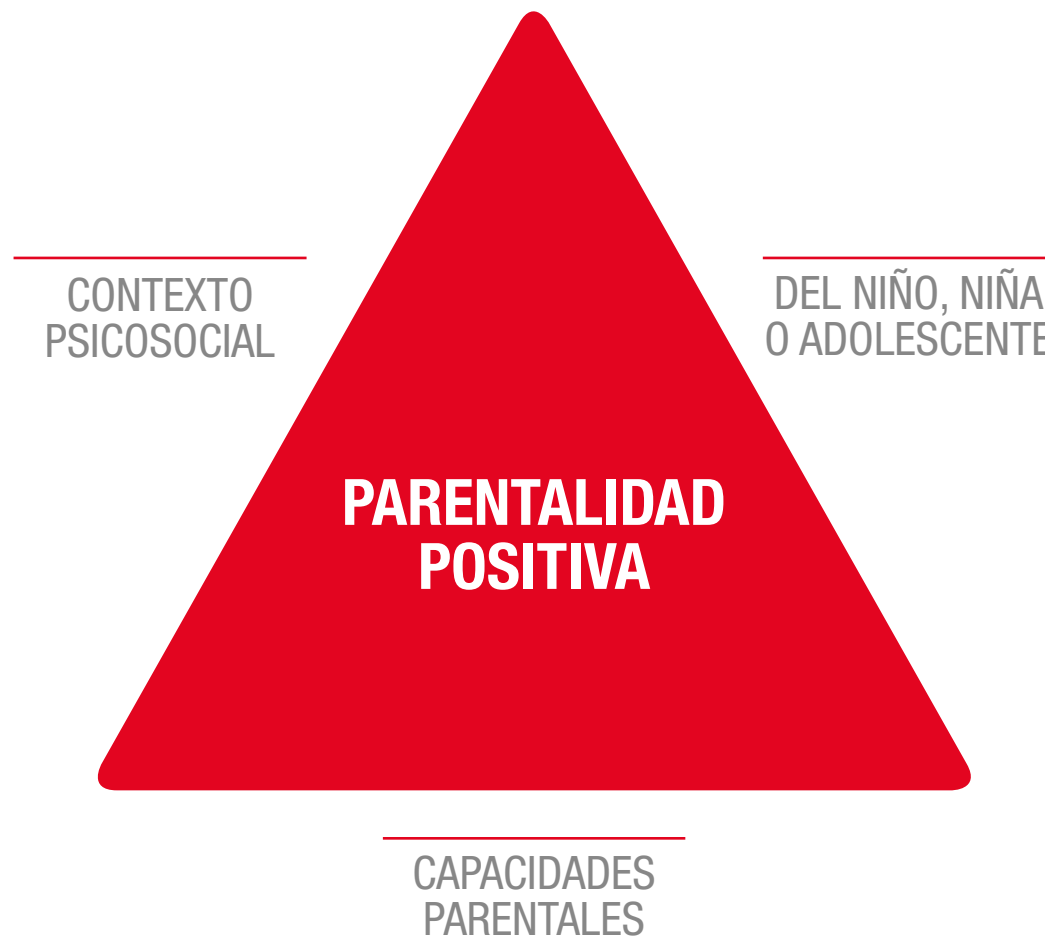 CONTEXTO
PSICOSOCIAL
DEL NIÑO, NIÑA
O ADOLESCENTE
PARENTALIDAD
POSITIVA
CAPACIDADES
PARENTALES